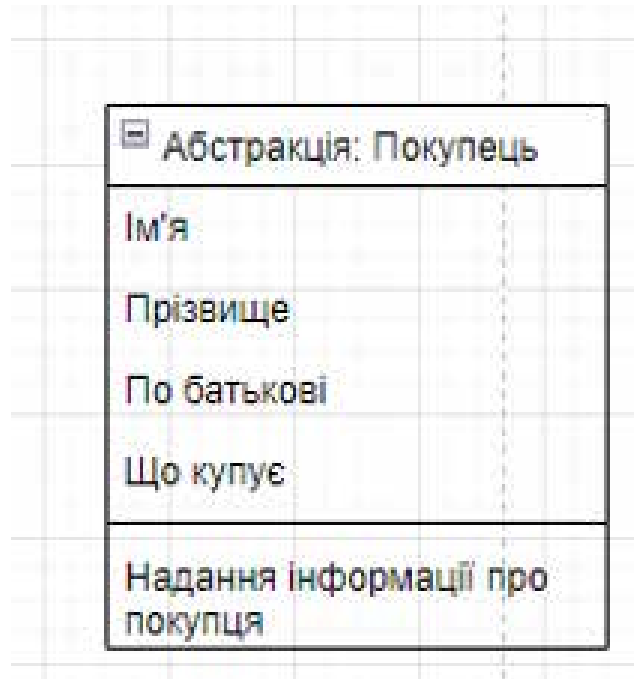 Абстракція: Покупець
Ім'я
Прізвище
По батькові
Що купує
Надання інформації про
покупця